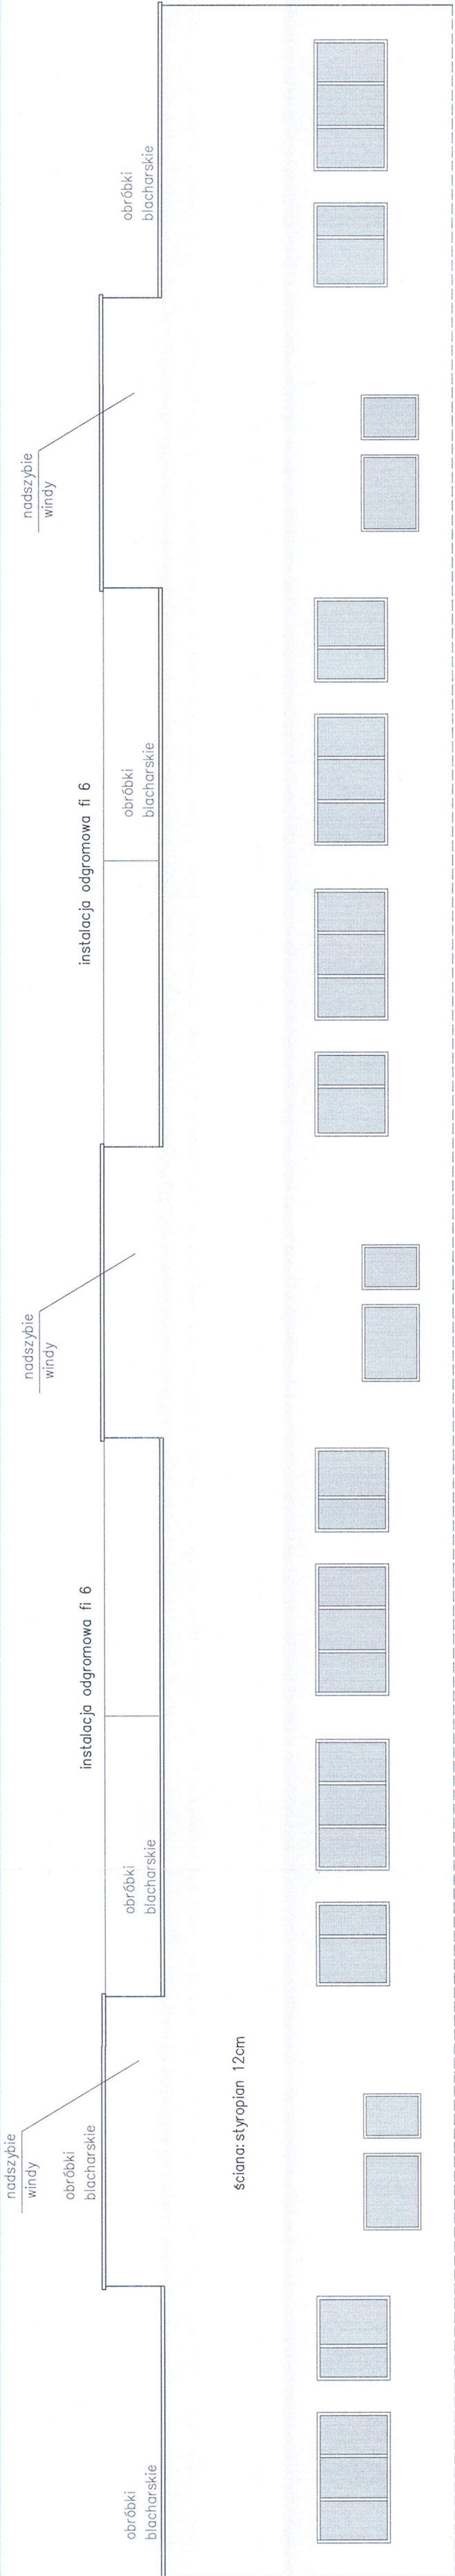 nadszybie
windy
obróbki
blacharskie
obróbki
blacharskie
ściana: styropian 12cm
obróbki
blacharskie
instalacja odgromowa fi 6
nadszybie
windy
instalacja odgromowa fi 6
obróbki
blacharskie
nadszybie
windy
obróbki
blacharskie